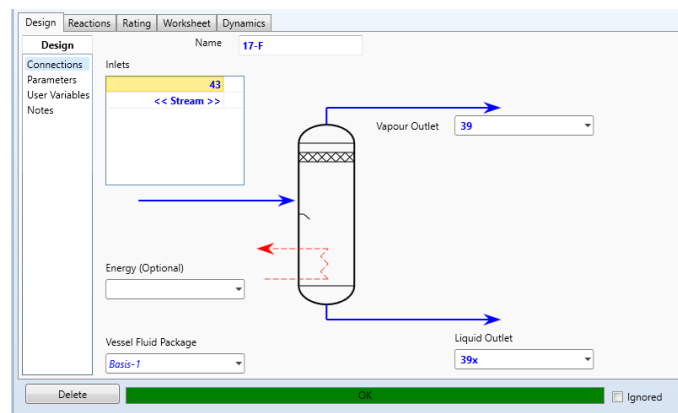 Design Reactions Rating Worksheet Dynamics
Design
Connections
Parameters
User Variables
Notes
Name 17-F
Inlets
43
<< Stream >>
Vapour Outlet 39
Energy (Optional)
Vessel Fluid Package
Basis-1
Liquid Outlet
39x
Delete OK Ignored